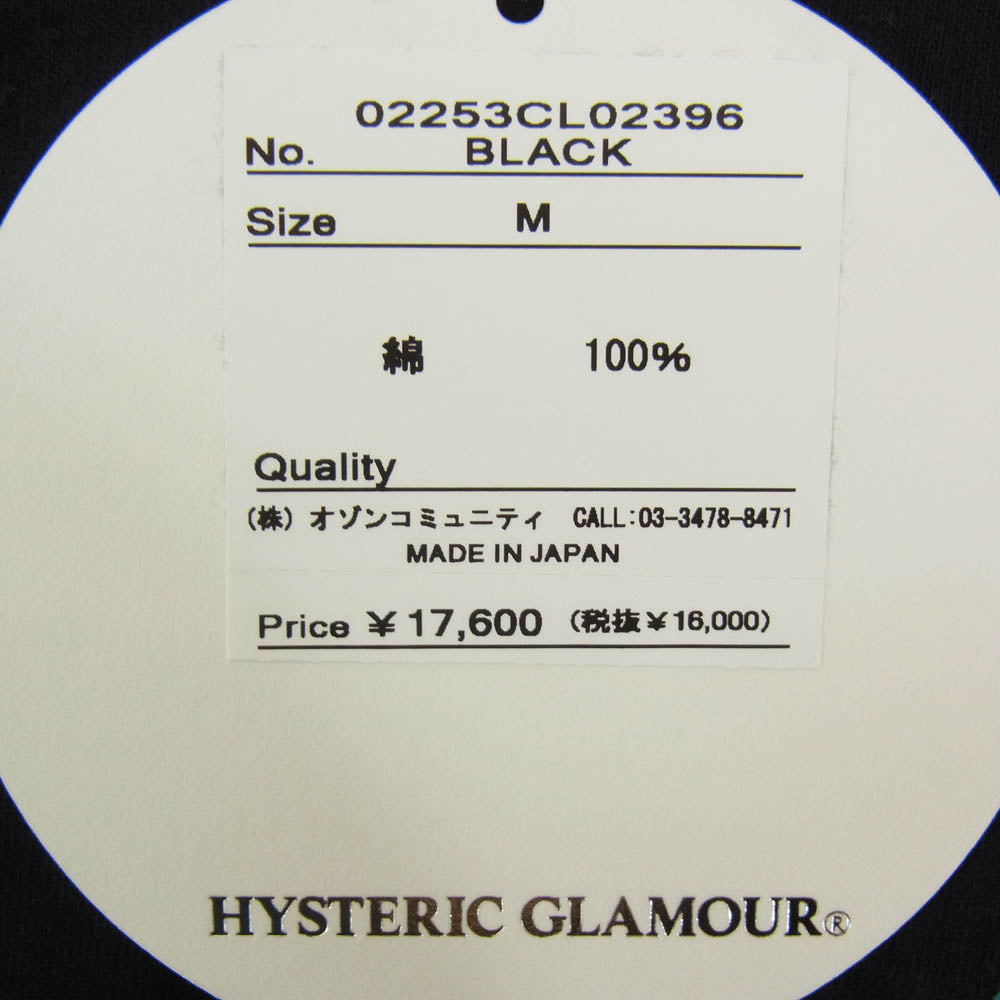 02253CL02396
No. BLACK
Size M
綿 100%
Quality
(株) オゾンコミュニティ CALL:03-3478-8471
MADE IN JAPAN
Price ¥17,600 (税抜¥16,000)
HYSTERIC GLAMOUR®